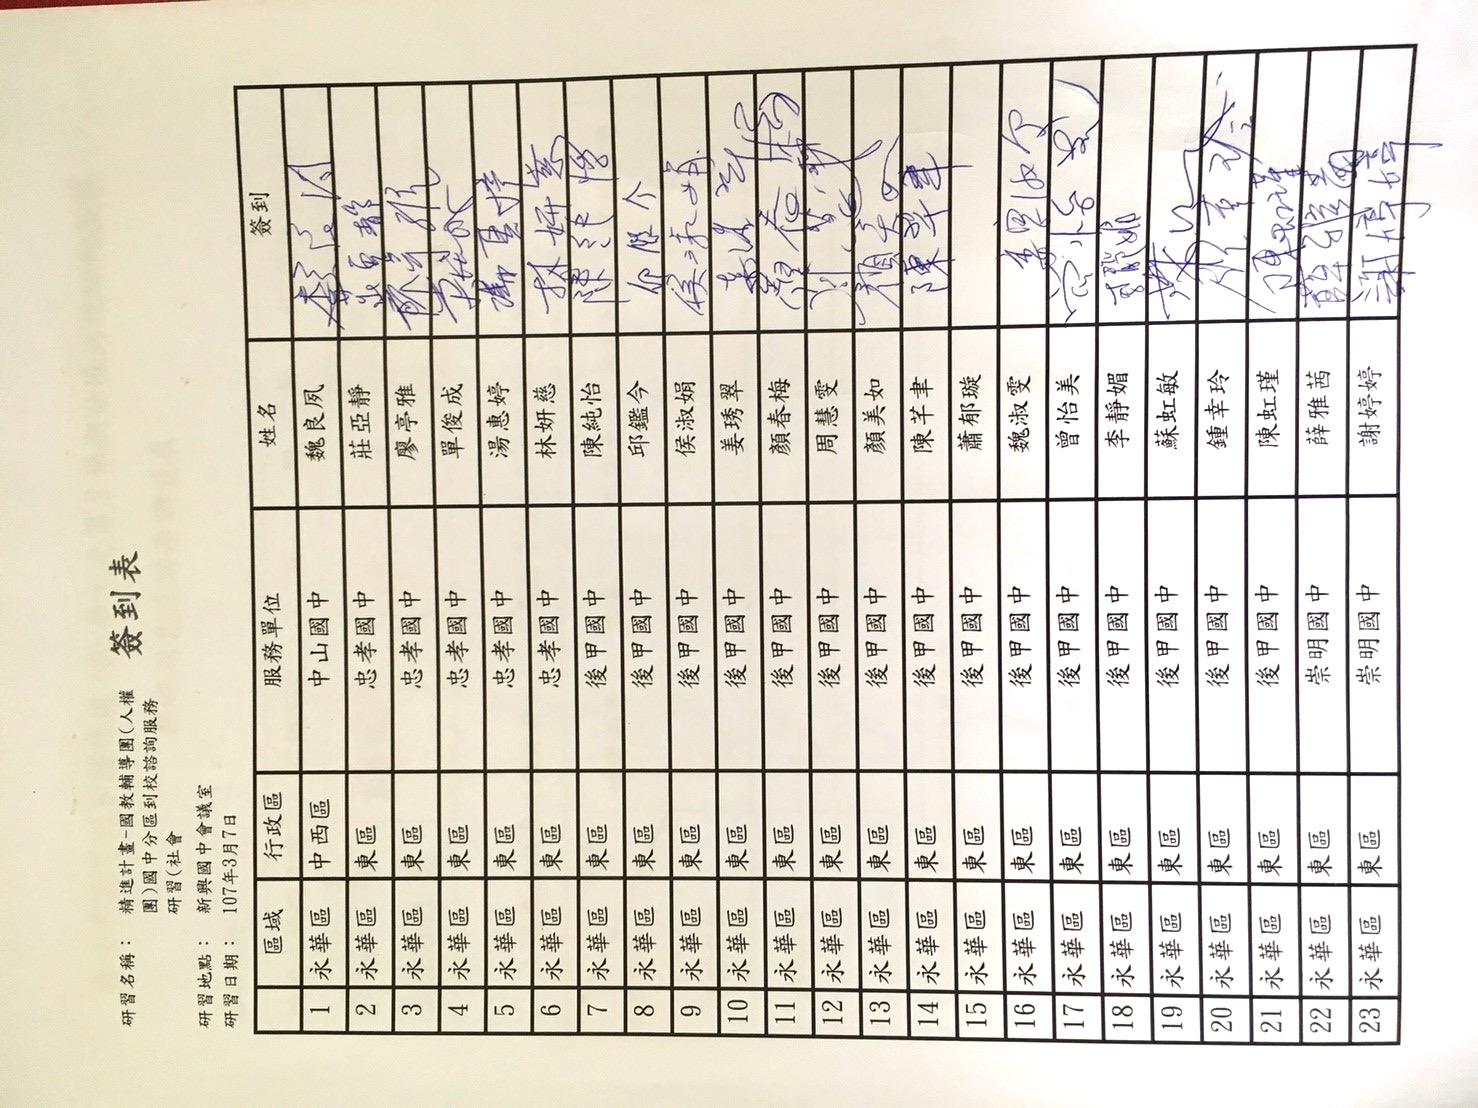 簽到表
研習名稱： 精進計畫-國教輔導團(人權
團)國中分區到校諮詢服務
研習(社會
研習地點： 新興國中會議室
研習日期： 107年3月7日
區域 行政區 服務單位 姓名 簽到
1 永華區 中西區 中山國中 魏良夙
2 永華區 東區 忠孝國中 莊亞靜
3 永華區 東區 忠孝國中 廖亭雅
4 永華區 東區 忠孝國中 單俊成
5 永華區 東區 忠孝國中 湯惠婷
6 永華區 東區 忠孝國中 林妍慈 林妍慈
7 永華區 東區 後甲國中 陳純怡 陳純怡
8 永華區 東區 後甲國中 邱鑑今
9 永華區 東區 後甲國中 侯淑娟
10 永華區 東區 後甲國中 姜琇翠
11 永華區 東區 後甲國中 顏春梅
12 永華區 東區 後甲國中 周慧雯
13 永華區 東區 後甲國中 顏美如
14 永華區 東區 後甲國中 陳芊聿 陳芊聿
15 永華區 東區 後甲國中 蕭郁璇
16 永華區 東區 後甲國中 魏淑雯
17 永華區 東區 後甲國中 曾怡美
18 永華區 東區 後甲國中 李靜媚
19 永華區 東區 後甲國中 蘇虹敏
20 永華區 東區 後甲國中 鍾幸玲
21 永華區 東區 後甲國中 陳虹瑾
22 永華區 東區 崇明國中 薛雅茜 薛雅茜
23 永華區 東區 崇明國中 謝婷婷